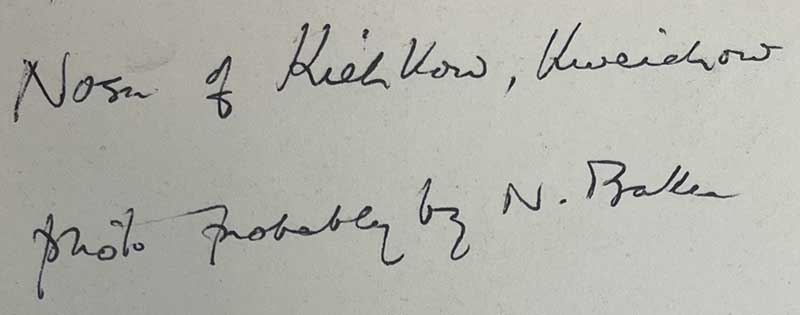 Nosu of Kiehkow, Kweichow
photo probably by N. Baker